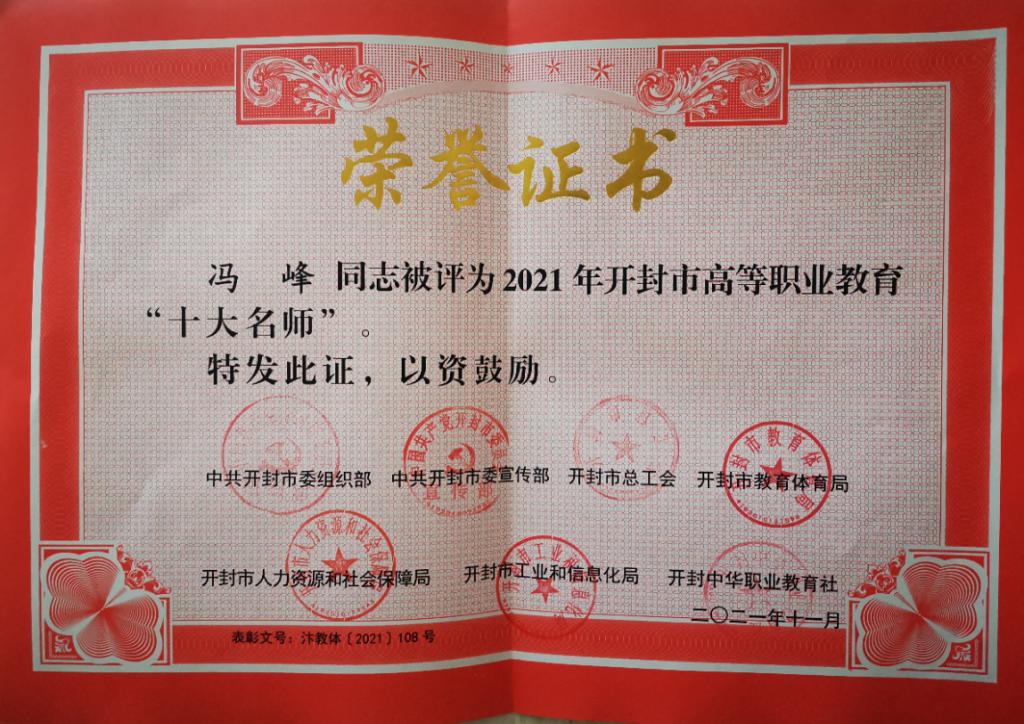 荣誉证书
冯 峰 同志被评为2021年开封市高等职业教育
“十大名师”。
特发此证，以资鼓励。
中共开封市委组织部 中共开封市委宣传部 开封市总工会 开封市教育体育局
开封市人力资源和社会保障局 开封市工业和信息化局 开封中华职业教育社
二〇二一年十一月
表彰文号：汴教体〔2021〕108号